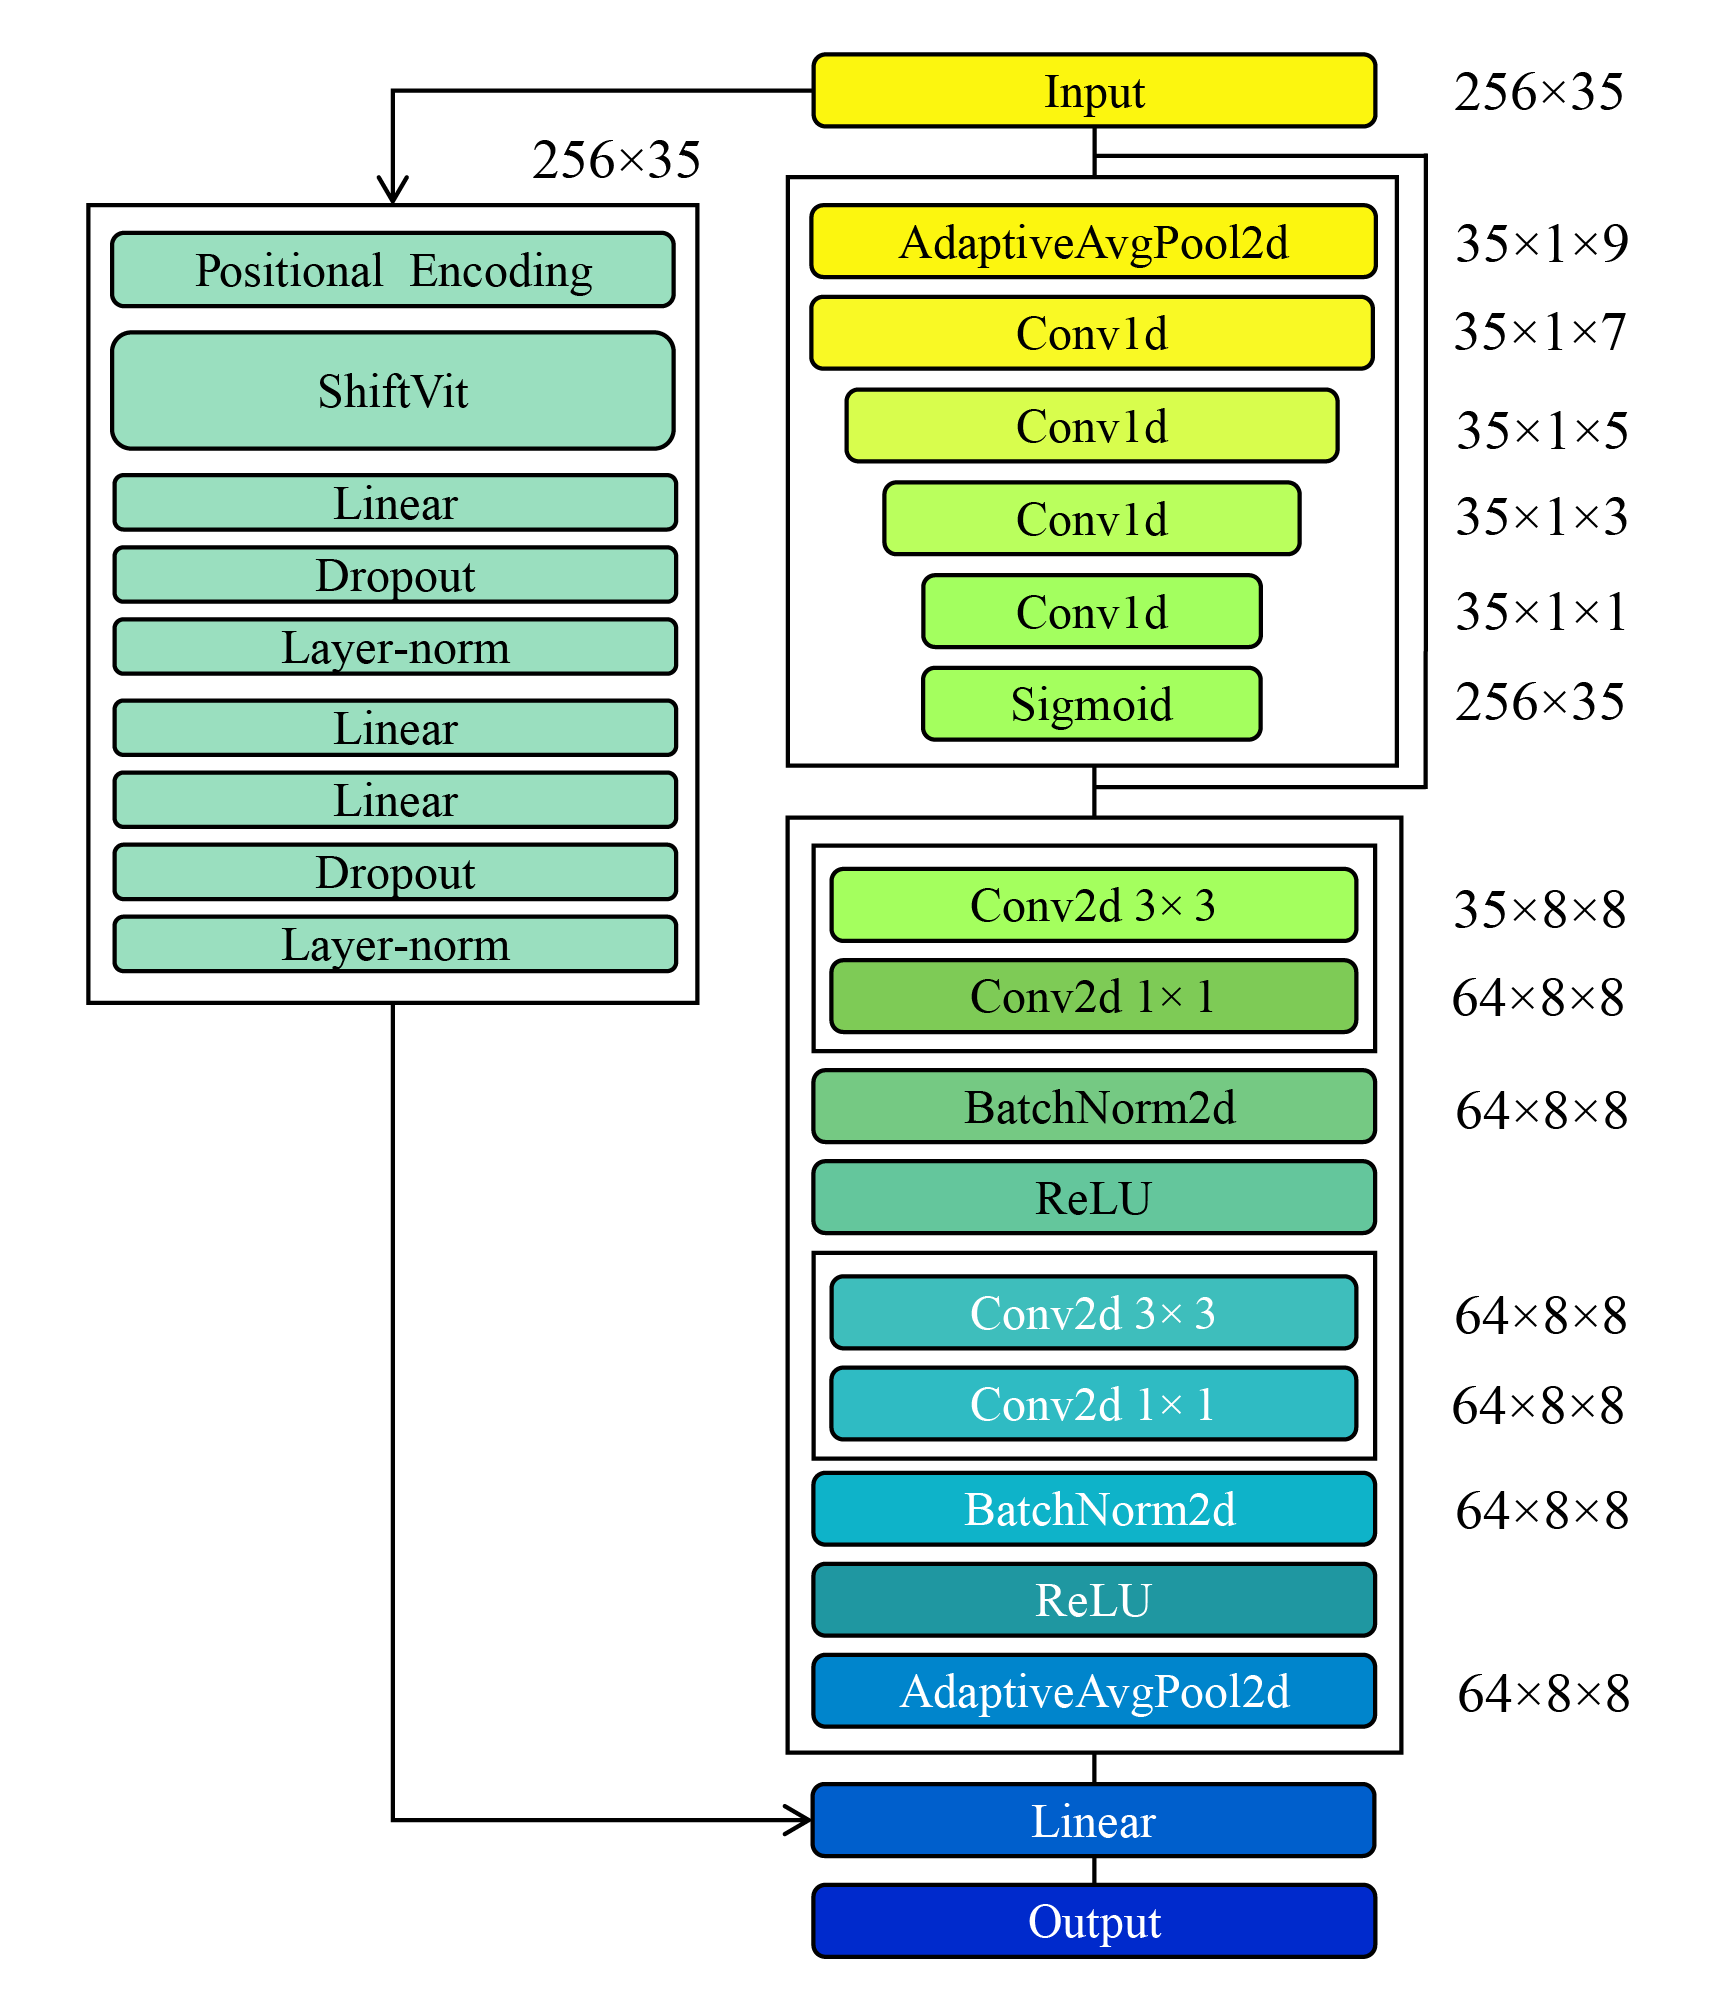 Input
256×35
256×35
Positional Encoding
ShiftVit
Linear
Dropout
Layer-norm
Linear
Linear
Dropout
Layer-norm
AdaptiveAvgPool2d
35×1×9
Conv1d
35×1×7
Conv1d
35×1×5
Conv1d
35×1×3
Conv1d
35×1×1
Sigmoid
256×35
Conv2d 3× 3
35×8×8
Conv2d 1× 1
64×8×8
BatchNorm2d
64×8×8
ReLU
Conv2d 3× 3
64×8×8
Conv2d 1× 1
64×8×8
BatchNorm2d
64×8×8
ReLU
AdaptiveAvgPool2d
64×8×8
Linear
Output